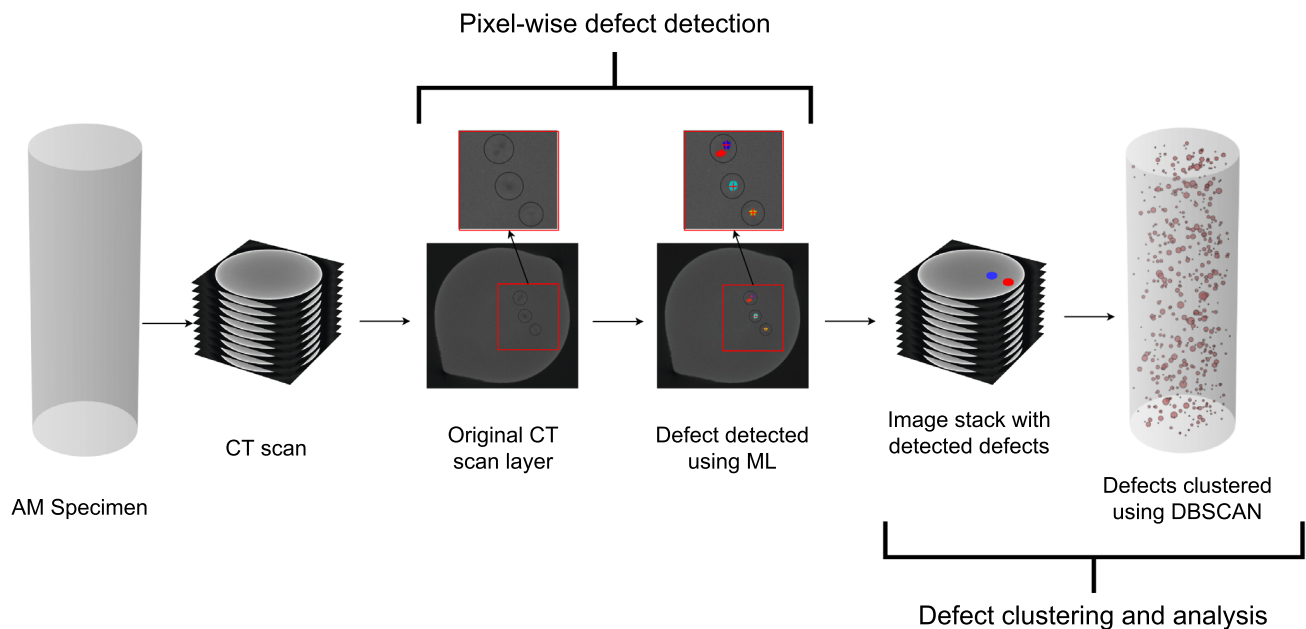 Pixel-wise defect detection
AM Specimen
CT scan
Original CT
scan layer
Defect detected
using ML
Image stack with
detected defects
Defects clustered
using DBSCAN
Defect clustering and analysis